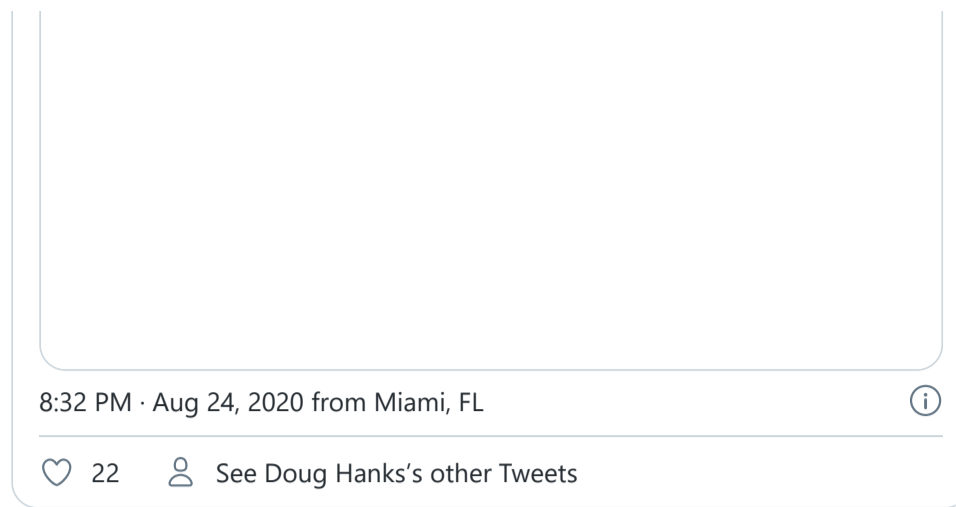 8:32 PM · Aug 24, 2020 from Miami, FL
22 See Doug Hanks’s other Tweets